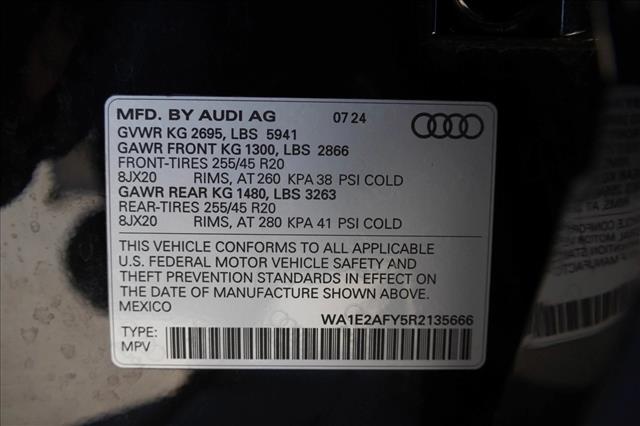 MFD. BY AUDI AG 07 24
GVWR KG 2695, LBS 5941
GAWR FRONT KG 1300, LBS 2866
FRONT-TIRES 255/45 R20
8JX20 RIMS, AT 260 KPA 38 PSI COLD
GAWR REAR KG 1480, LBS 3263
REAR-TIRES 255/45 R20
8JX20 RIMS, AT 280 KPA 41 PSI COLD
THIS VEHICLE CONFORMS TO ALL APPLICABLE
U.S. FEDERAL MOTOR VEHICLE SAFETY AND
THEFT PREVENTION STANDARDS IN EFFECT ON
THE DATE OF MANUFACTURE SHOWN ABOVE.
MEXICO
WA1E2AFY5R2135666
TYPE:
MPV